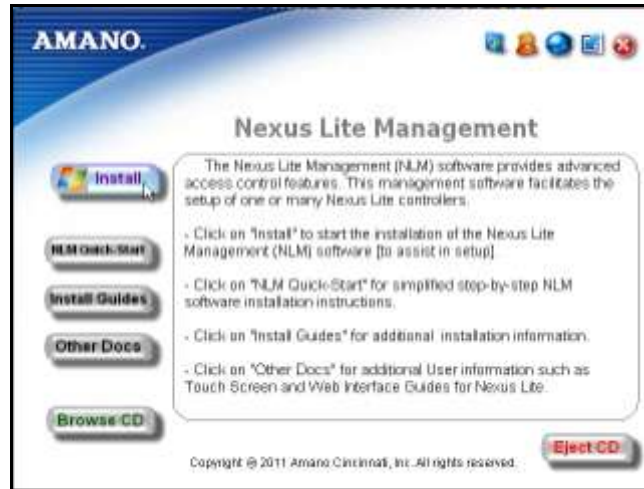 AMANO.
Nexus Lite Management
Install
The Nexus Lite Management (NLM) software provides advanced
access control features. This management software facilitates the
setup of one or many Nexus Lite controllers.
- Click on "Install" to start the installation of the Nexus Lite
Management (NLM) software [to assist in setup]
NLM Quick-Start
- Click on "NLM Quick-Start" for simplified step-by-step NLM
software installation instructions.
Install Guides
- Click on "Install Guides" for additional installation information.
Other Docs
- Click on "Other Docs" for additional User information such as
Touch Screen and Web Interface Guides for Nexus Lite.
Browse CD
Eject CD
Copyright @ 2011 Amano Cincinnati, Inc. All rights reserved.